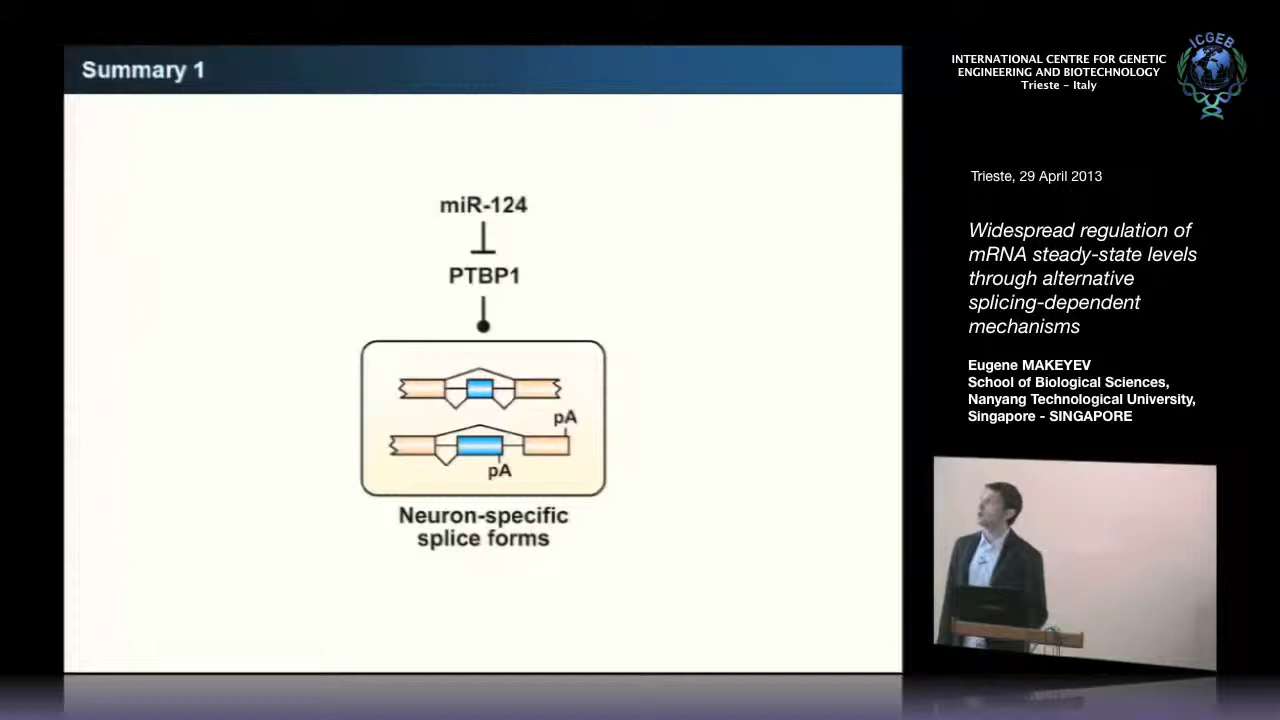 Summary 1
miR-124
PTBP1
pA
pA
Neuron-specific
splice forms
INTERNATIONAL CENTRE FOR GENETIC
ENGINEERING AND BIOTECHNOLOGY
Trieste - Italy
ICGEB
Trieste, 29 April 2013
Widespread regulation of
mRNA steady-state levels
through alternative
splicing-dependent
mechanisms
Eugene MAKEYEV
School of Biological Sciences,
Nanyang Technological University,
Singapore - SINGAPORE